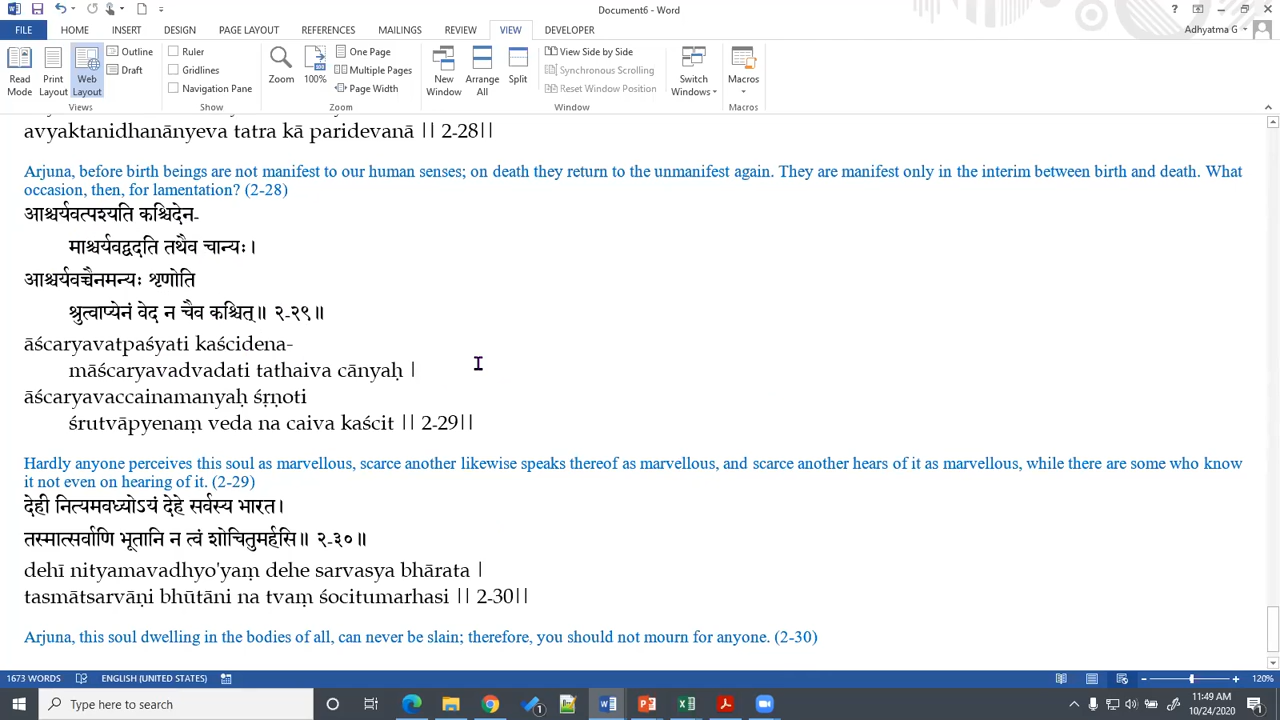 Document6 - Word
FILE HOME INSERT DESIGN PAGE LAYOUT REFERENCES MAILINGS REVIEW VIEW DEVELOPER
Adhyatma G
Read Mode
Print Layout
Web Layout
Outline
Draft
Views
Ruler
Gridlines
Navigation Pane
Show
Zoom
100%
One Page
Multiple Pages
Page Width
Zoom
New Window
Arrange All
Split
View Side by Side
Synchronous Scrolling
Reset Window Position
Window
Switch Windows
Macros
Macros
avyaktanidhanānyeva tatra kā paridevanā || 2-28||
Arjuna, before birth beings are not manifest to our human senses; on death they return to the unmanifest again. They are manifest only in the interim between birth and death. What
occasion, then, for lamentation? (2-28)
आश्चर्यवत्पश्यति कश्चिदेन-
माश्चर्यवद्वदति तथैव चान्यः।
आश्चर्यवच्चैनमन्यः शृणोति
श्रुत्वाप्येनं वेद न चैव कश्चित्॥ २-२९॥
āścaryavatpaśyati kaścidena-
māścaryavadvadati tathaiva cānyaḥ |
āścaryavaccainamanyaḥ śṛṇoti
śrutvāpyenaṃ veda na caiva kaścit || 2-29||
Hardly anyone perceives this soul as marvellous, scarce another likewise speaks thereof as marvellous, and scarce another hears of it as marvellous, while there are some who know
it not even on hearing of it. (2-29)
देही नित्यमवध्योऽयं देहे सर्वस्य भारत।
तस्मात्सर्वाणि भूतानि न त्वं शोचितुमर्हसि॥ २-३०॥
dehī nityamavadhyo'yaṃ dehe sarvasya bhārata |
tasmātsarvāṇi bhūtāni na tvaṃ śocitumarhasi || 2-30||
Arjuna, this soul dwelling in the bodies of all, can never be slain; therefore, you should not mourn for anyone. (2-30)
1673 WORDS ENGLISH (UNITED STATES) 120%
Type here to search
11:49 AM
10/24/2020